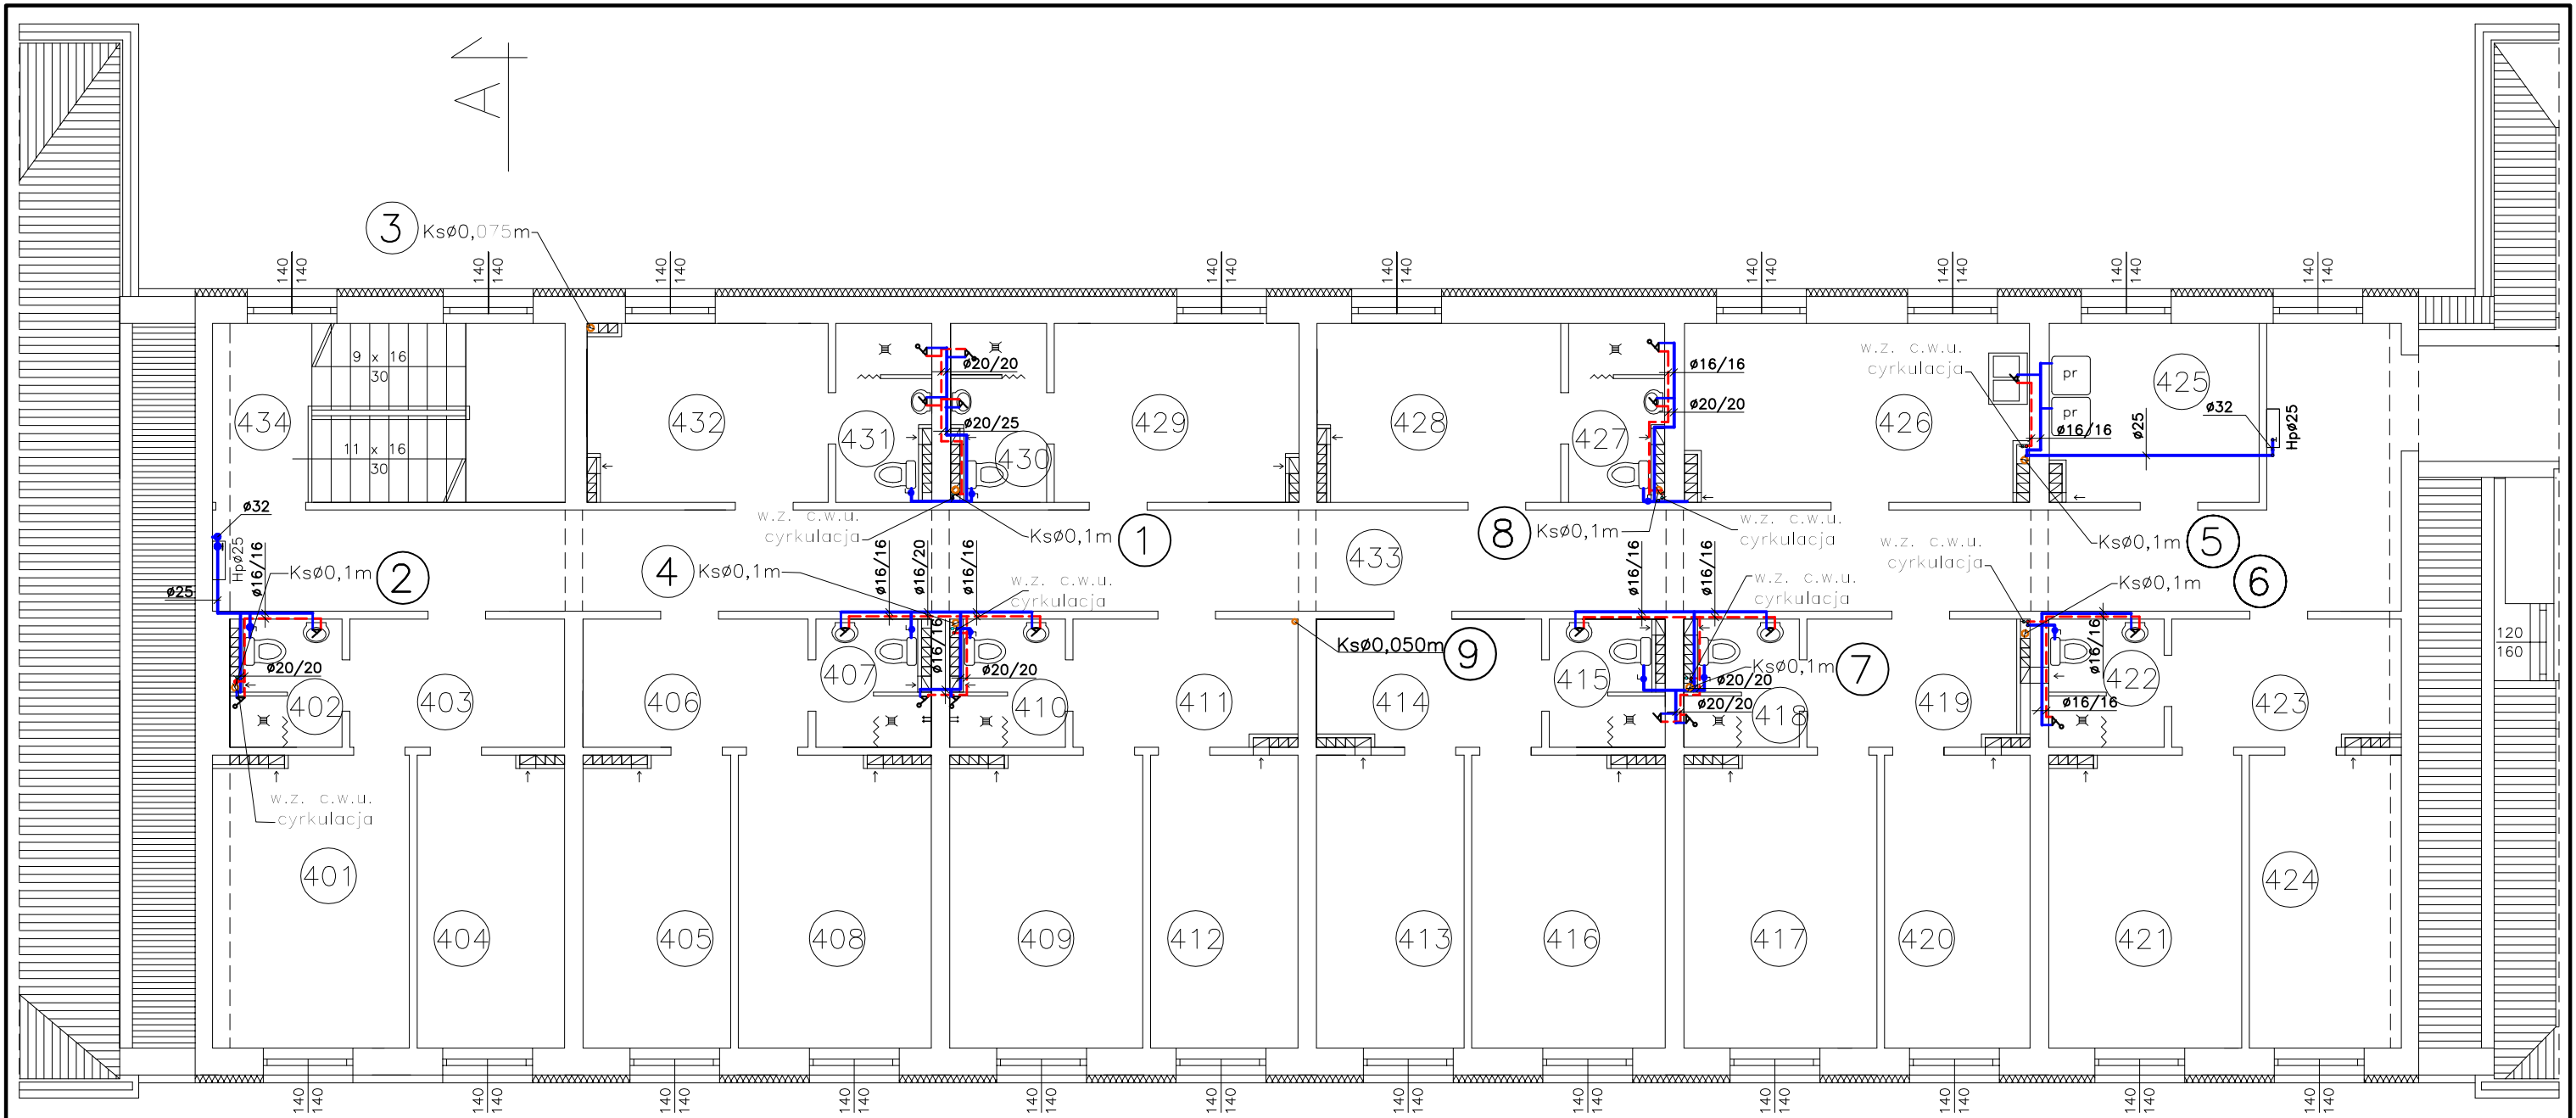 AN
3 Ksø0,075m
140 140
140 140
140 140
140 140
140 140
140 140
140 140
140 140
140 140
9 x 16
30
11 x 16
30
434
432
431
430
429
428
427
426
425
ø20/20
ø20/25
ø16/16
ø20/20
w.z. c.w.u.
cyrkulacja
pr
pr
ø16/16
ø25
ø32
Hpø25
ø32
Hpø25
ø16/16
ø25
Ksø0,1m 2
4 Ksø0,1m
w.z. c.w.u.
cyrkulacja
ø16/16
ø16/20
ø16/16
Ksø0,1m 1
w.z. c.w.u.
cyrkulacja
433
8 Ksø0,1m
w.z. c.w.u.
cyrkulacja
ø16/16
ø16/16
w.z. c.w.u.
cyrkulacja
w.z. c.w.u.
cyrkulacja
Ksø0,1m 5
Ksø0,1m 6
ø20/20
402
403
406
407
ø16/16
ø20/20
410
411
Ksø0,050m 9
414
415
Ksø0,1m 7
ø20/20
ø20/20
418
419
ø16/16
422
ø16/16
423
120
160
w.z. c.w.u.
cyrkulacja
401
404
405
408
409
412
413
416
417
420
421
424
140 140
140 140
140 140
140 140
140 140
140 140
140 140
140 140
140 140
140 140
140 140
140 140